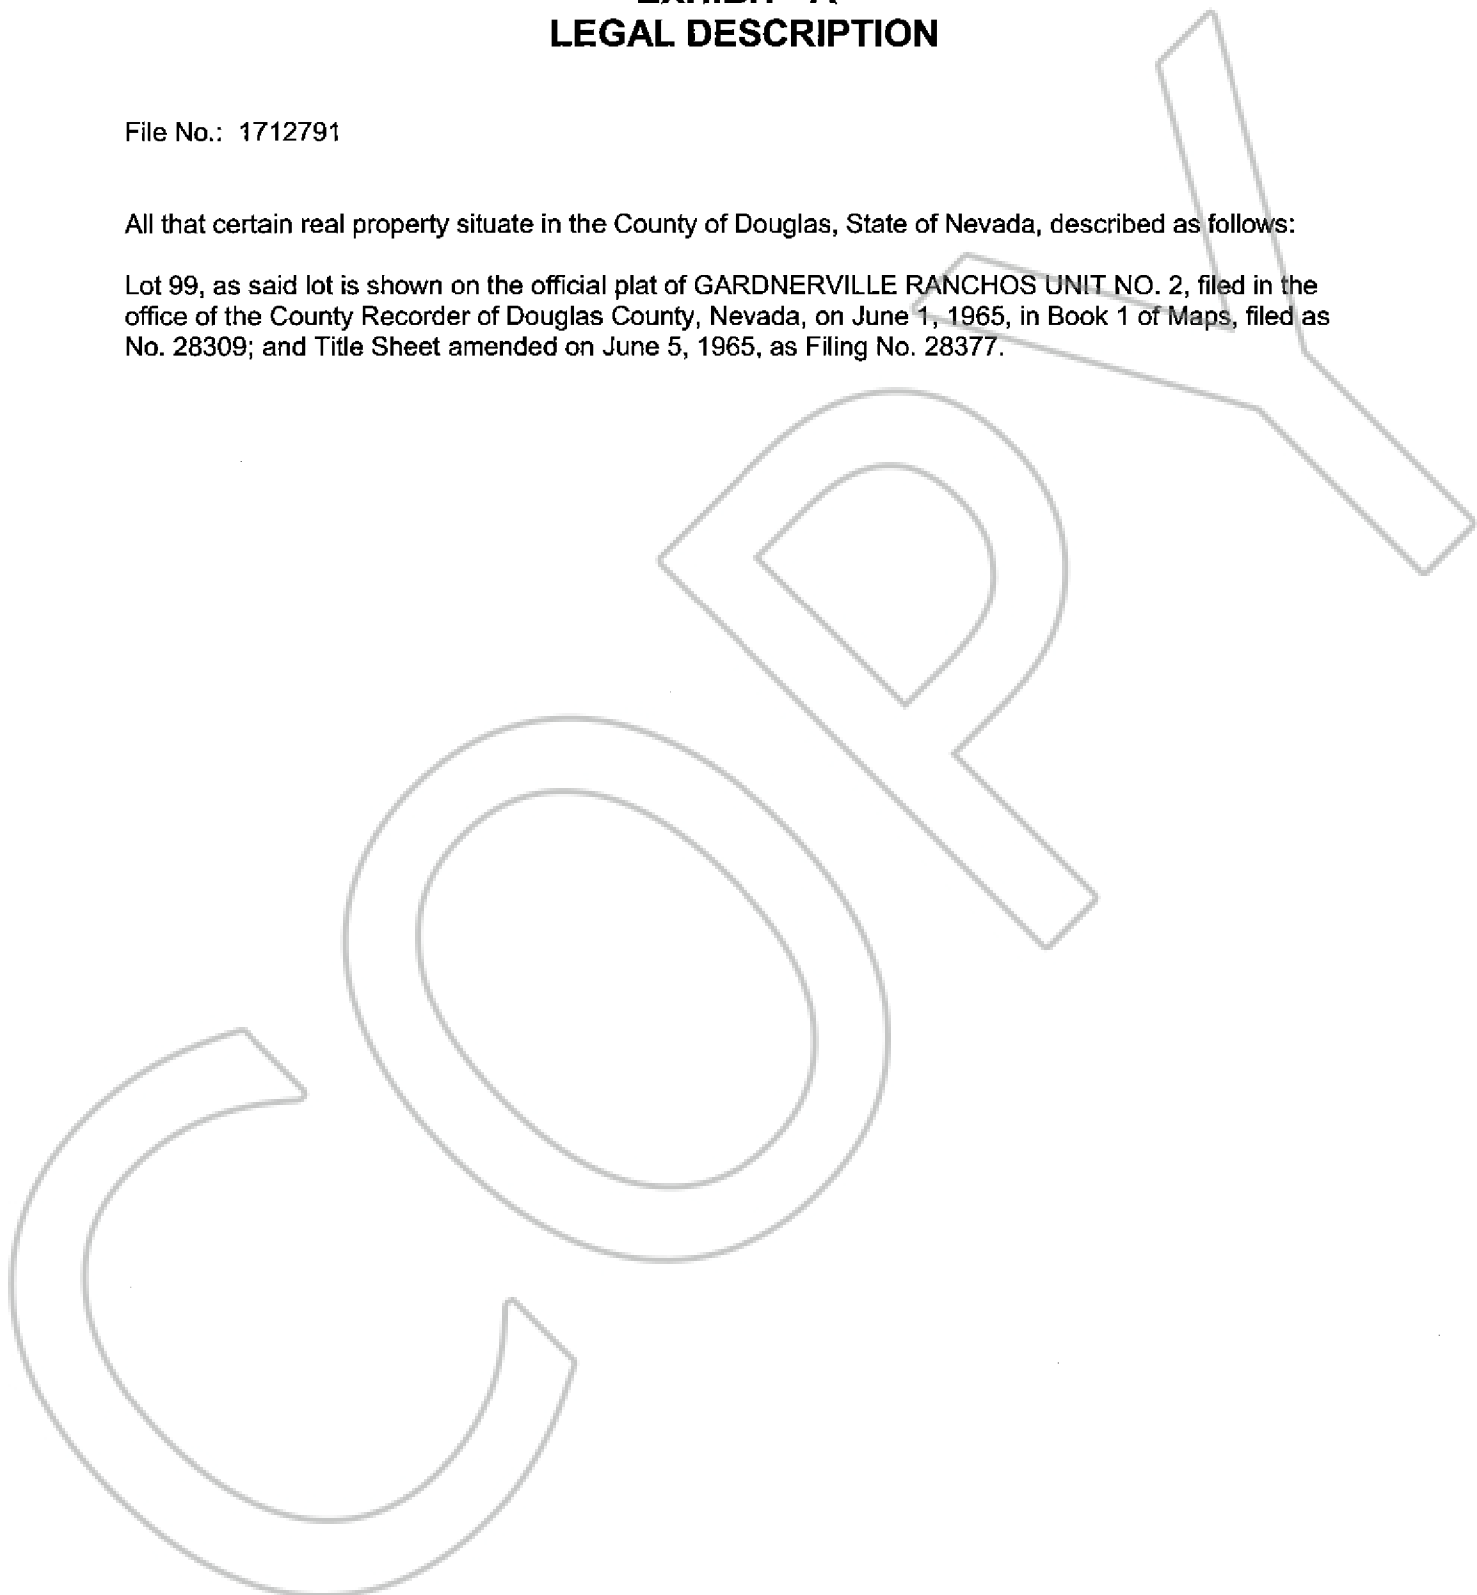 EXHIBIT "A"
LEGAL DESCRIPTION
File No.: 1712791
All that certain real property situate in the County of Douglas, State of Nevada, described as follows:
Lot 99, as said lot is shown on the official plat of GARDNERVILLE RANCHOS UNIT NO. 2, filed in the
office of the County Recorder of Douglas County, Nevada, on June 1, 1965, in Book 1 of Maps, filed as
No. 28309; and Title Sheet amended on June 5, 1965, as Filing No. 28377.
COPY